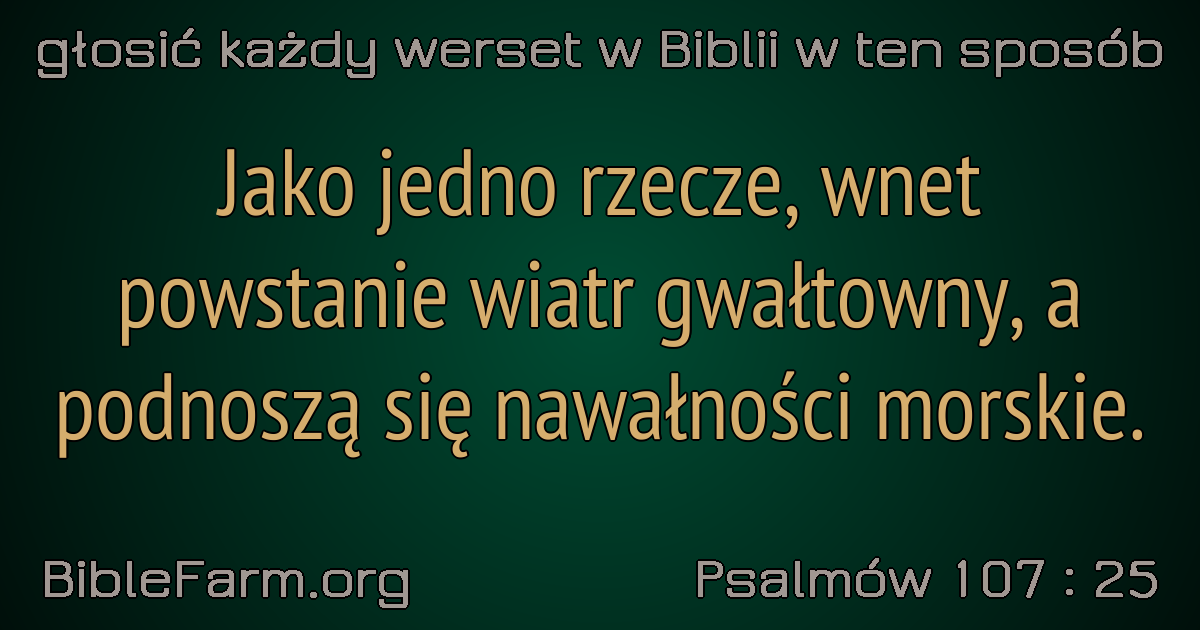 głosić każdy werset w Biblii w ten sposób
Jako jedno rzecze, wnet
powstanie wiatr gwałtowny, a
podnoszą się nawałności morskie.
BibleFarm.org
Psalmów 107 : 25